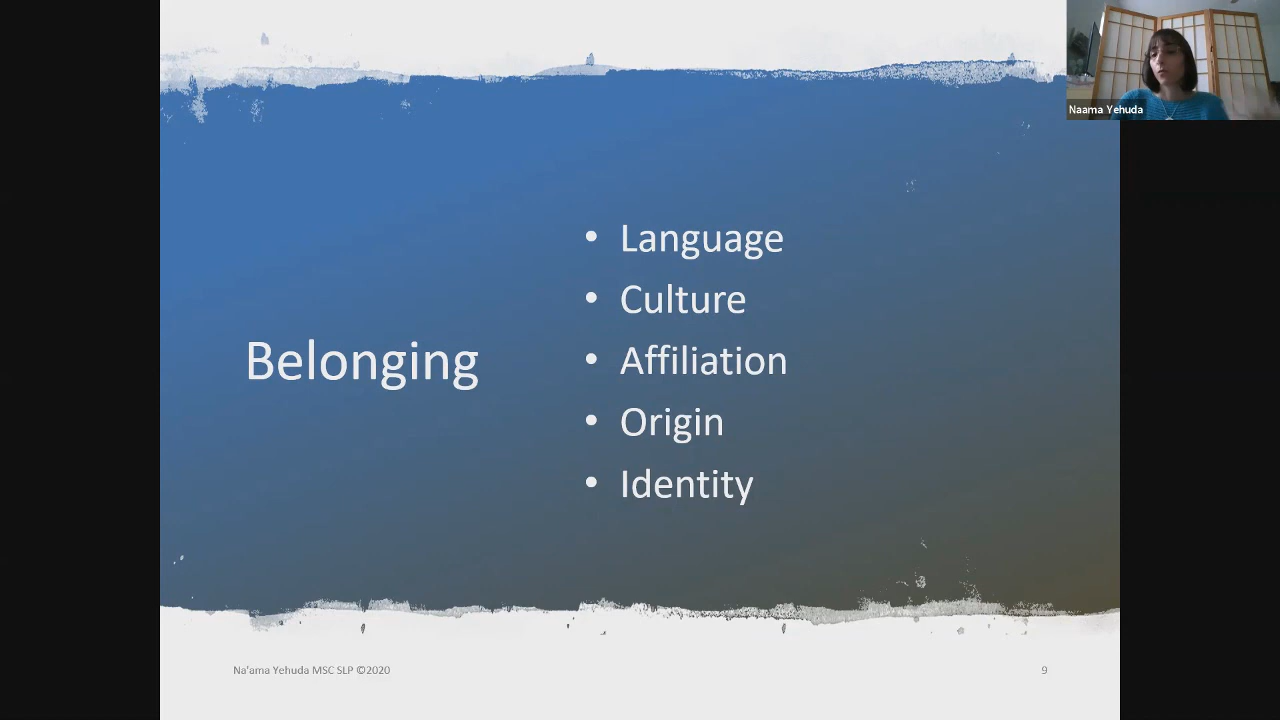 Naama Yehuda
Belonging
• Language
• Culture
• Affiliation
• Origin
• Identity
Na'ama Yehuda MSC SLP ©2020
9